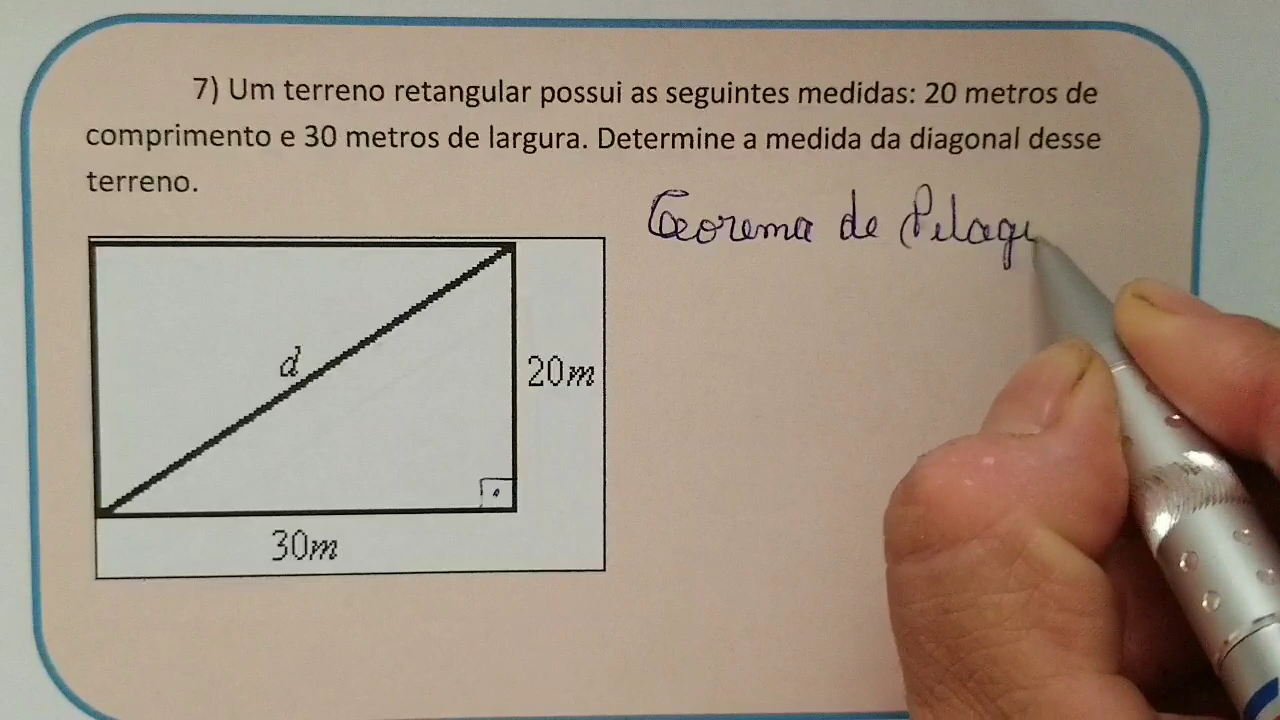 7) Um terreno retangular possui as seguintes medidas: 20 metros de
comprimento e 30 metros de largura. Determine a medida da diagonal desse
terreno.
Teorema de Pitagu
d
20m
30m